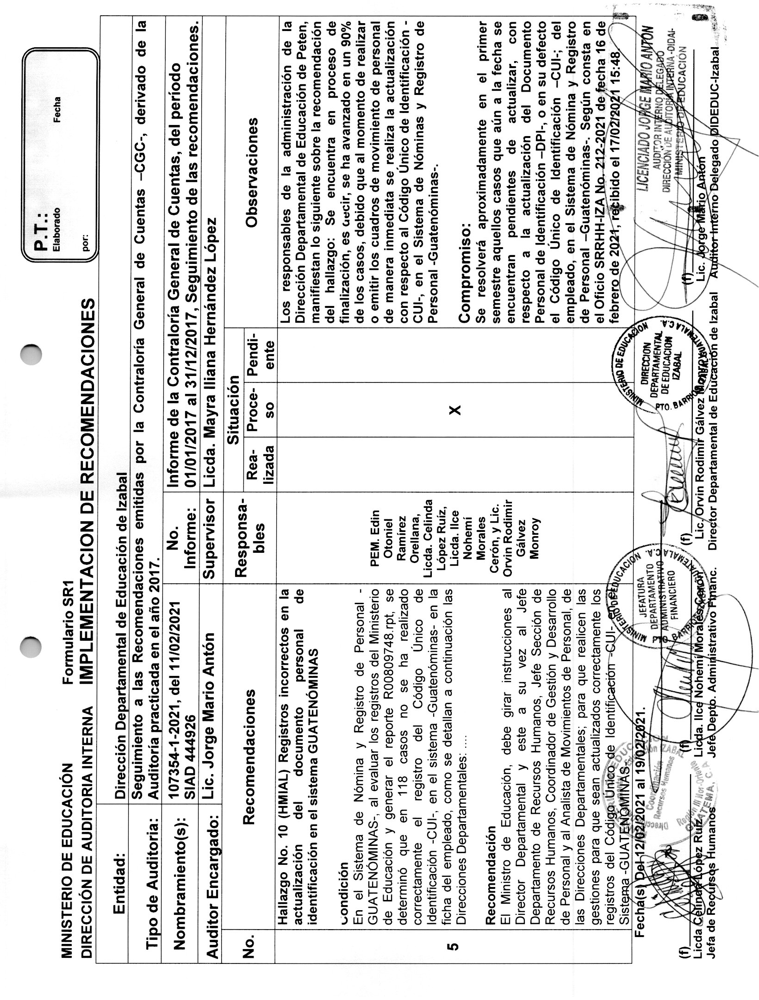 MINISTERIO DE EDUCACIÓN
Formulario SR1
DIRECCIÓN DE AUDITORIA INTERNA
IMPLEMENTACION DE RECOMENDACIONES
P.T.:
Elaborado
Fecha
por:
Entidad:
Dirección Departamental de Educación de Izabal
Tipo de Auditoria:
Seguimiento a las Recomendaciones emitidas por la Contraloría General de Cuentas –CGC-, derivado de la
Auditoría practicada en el año 2017.
Nombramiento(s):
107354-1-2021, del 11/02/2021
SIAD 444926
No.
Informe:
Informe de la Contraloría General de Cuentas, del período
01/01/2017 al 31/12/2017, Seguimiento de las recomendaciones.
Auditor Encargado:
Lic. Jorge Mario Antón
Supervisor
Licda. Mayra Iliana Hernández López
No.
Recomendaciones
Responsa-
bles
Situación
Rea-
lizada
Proce-
so
Pendi-
ente
Observaciones
5
Hallazgo No. 10 (HMIAL) Registros incorrectos en la
actualización del documento personal de
identificación en el sistema GUATENÓMINAS
Condición
En el Sistema de Nómina y Registro de Personal -
GUATENÓMINAS-, al evaluar los registros del Ministerio
de Educación y generar el reporte R00809748.rpt, se
determinó que en 118 casos no se ha realizado
correctamente el registro del Código Único de
Identificación -CUI-, en el sistema -Guatenóminas- en la
ficha del empleado, como se detallan a continuación las
Direcciones Departamentales: ....
Recomendación
El Ministro de Educación, debe girar instrucciones al
Director Departamental y este a su vez al Jefe
Departamento de Recursos Humanos, Jefe Sección de
Recursos Humanos, Coordinador de Gestión y Desarrollo
de Personal y al Analista de Movimientos de Personal, de
las Direcciones Departamentales; para que realicen las
gestiones para que sean actualizados correctamente los
registros del Código Único de Identificación -CUI- en el
Sistema -GUATENÓMINAS-.
PEM. Edin
Otoniel
Ramírez
Orellana,
Licda. Celinda
López Ruíz,
Licda. Ilce
Nohemí
Morales
Cerón, y Lic.
Orvin Rodimir
Gálvez
Monroy
X
Los responsables de la administración de la
Dirección Departamental de Educación de Peten,
manifiestan lo siguiente sobre la recomendación
del hallazgo: Se encuentra en proceso de
finalización, es decir, se ha avanzado en un 90%
de los casos, debido que al momento de realizar
o emitir los cuadros de movimiento de personal
de manera inmediata se realiza la actualización
con respecto al Código Único de Identificación -
CUI-, en el Sistema de Nóminas y Registro de
Personal -Guatenóminas-.
Compromiso:
Se resolverá aproximadamente en el primer
semestre aquellos casos que aún a la fecha se
encuentran pendientes de actualizar, con
respecto a la actualización del Documento
Personal de Identificación –DPI-, o en su defecto
el Código Único de Identificación –CUI-; del
empleado, en el Sistema de Nómina y Registro
de Personal –Guatenóminas-. Según consta en
el Oficio SRRHH-IZA No. 212-2021 de fecha 16 de
febrero de 2021, recibido el 17/02/2021 15:48.
Fecha(s) Del 12/02/2021 al 19/02/2021.
(f)
Licda Celinda López Ruiz
Jefa de Recursos Humanos
Coordinación
Recursos Humanos
Región III Nor-Oriente
GUATEMA, C.A
(f)
Licda. Ilce Nohemí Morales Cerón
Jefe Depto. Administrativo Financ.
MINISTERIO DE EDUCACION
JEFATURA
DEPARTAMENTO
ADMINISTRATIVO
FINANCIERO
PTO. BARRIOS, IZABAL
GUATEMALA C.A.
(f)
Lic. Orvin Rodimir Gálvez Monroy
Director Departamental de Educación de Izabal
MINISTERIO DE EDUCACION
DIRECCION
DEPARTAMENTAL
DE EDUCACION
IZABAL
PTO. BARRIOS, IZABAL
GUATEMALA C.A.
(f)
Lic. Jorge Mario Antón
Auditor Interno Delegado DIDEDUC-Izabal
LICENCIADO JORGE MARIO ANTON
AUDITOR INTERNO DELEGADO
DIRECCIÓN DE AUDITORÍA INTERNA -DIDAI-
MINISTERIO DE EDUCACIÓN